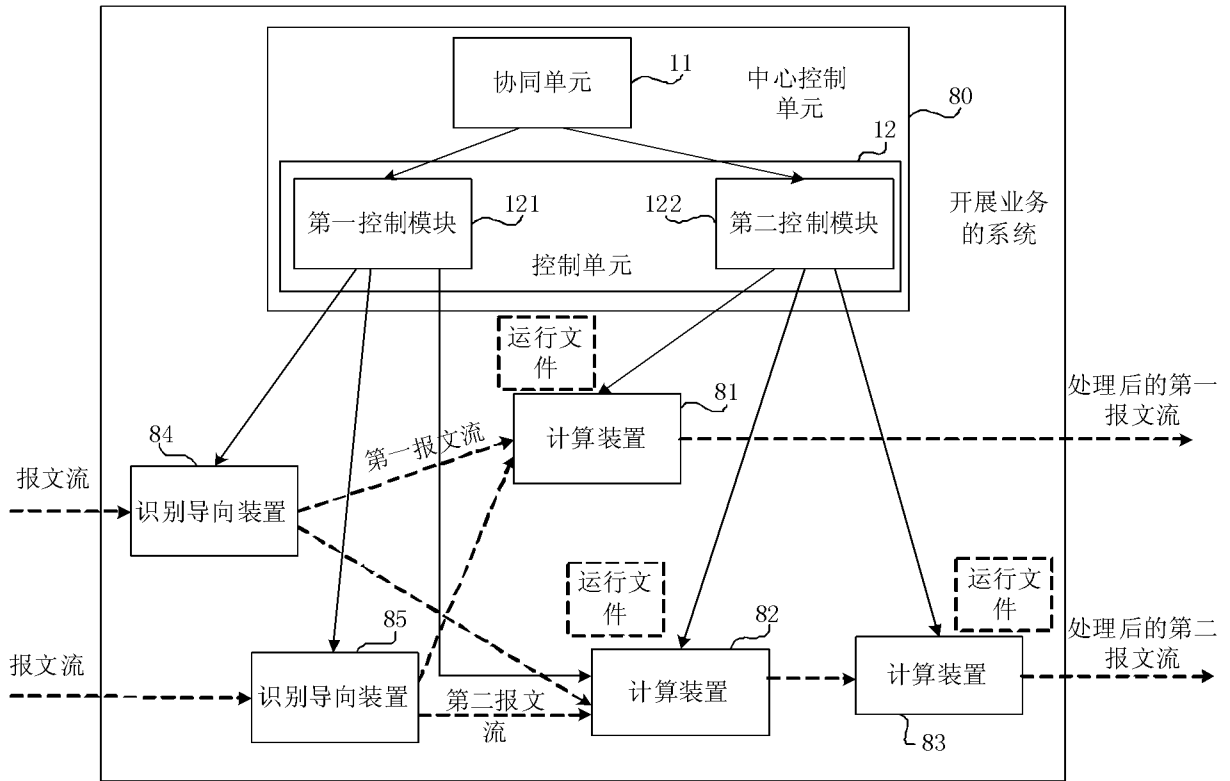 协同单元
11
中心控制
单元
80
12
第一控制模块
121
122
第二控制模块
控制单元
开展业务
的系统
运行文
件
81
计算装置
处理后的第一
报文流
84
第一报文流
报文流
识别导向装置
运行文
件
运行文
件
85
82
处理后的第二
报文流
报文流
识别导向装置
第二报文
流
计算装置
计算装置
83